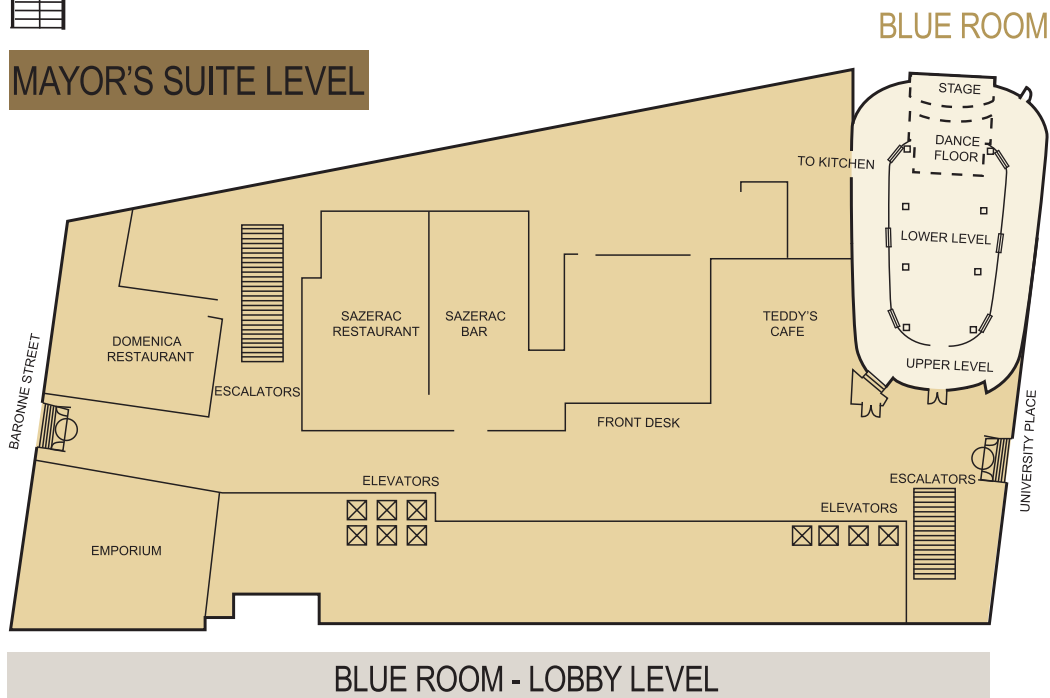 BLUE ROOM
MAYOR'S SUITE LEVEL
STAGE
DANCE
FLOOR
TO KITCHEN
LOWER LEVEL
SAZERAC
RESTAURANT
SAZERAC
BAR
TEDDY'S
CAFE
DOMENICA
RESTAURANT
UPPER LEVEL
BARONNE STREET
ESCALATORS
FRONT DESK
UNIVERSITY PLACE
ELEVATORS
ESCALATORS
ELEVATORS
EMPORIUM
BLUE ROOM - LOBBY LEVEL